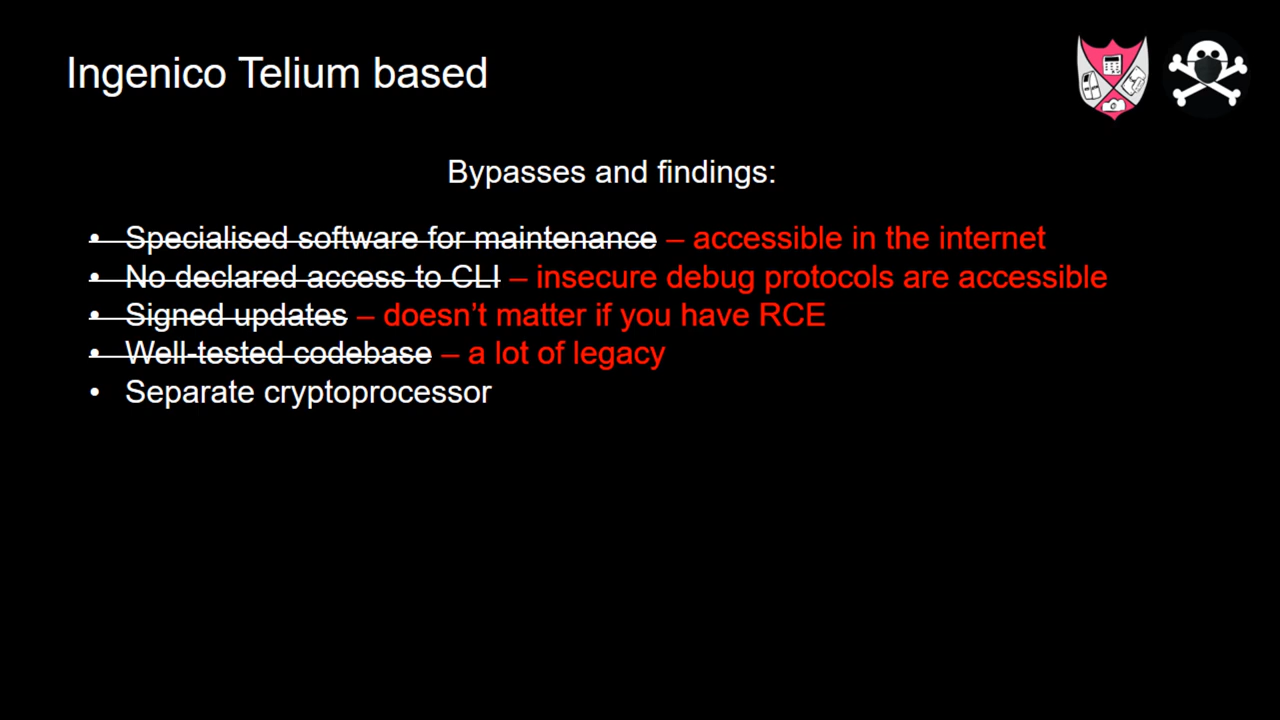 Ingenico Telium based
Bypasses and findings:
• Specialised software for maintenance – accessible in the internet
• No declared access to CLI – insecure debug protocols are accessible
• Signed updates – doesn’t matter if you have RCE
• Well-tested codebase – a lot of legacy
• Separate cryptoprocessor